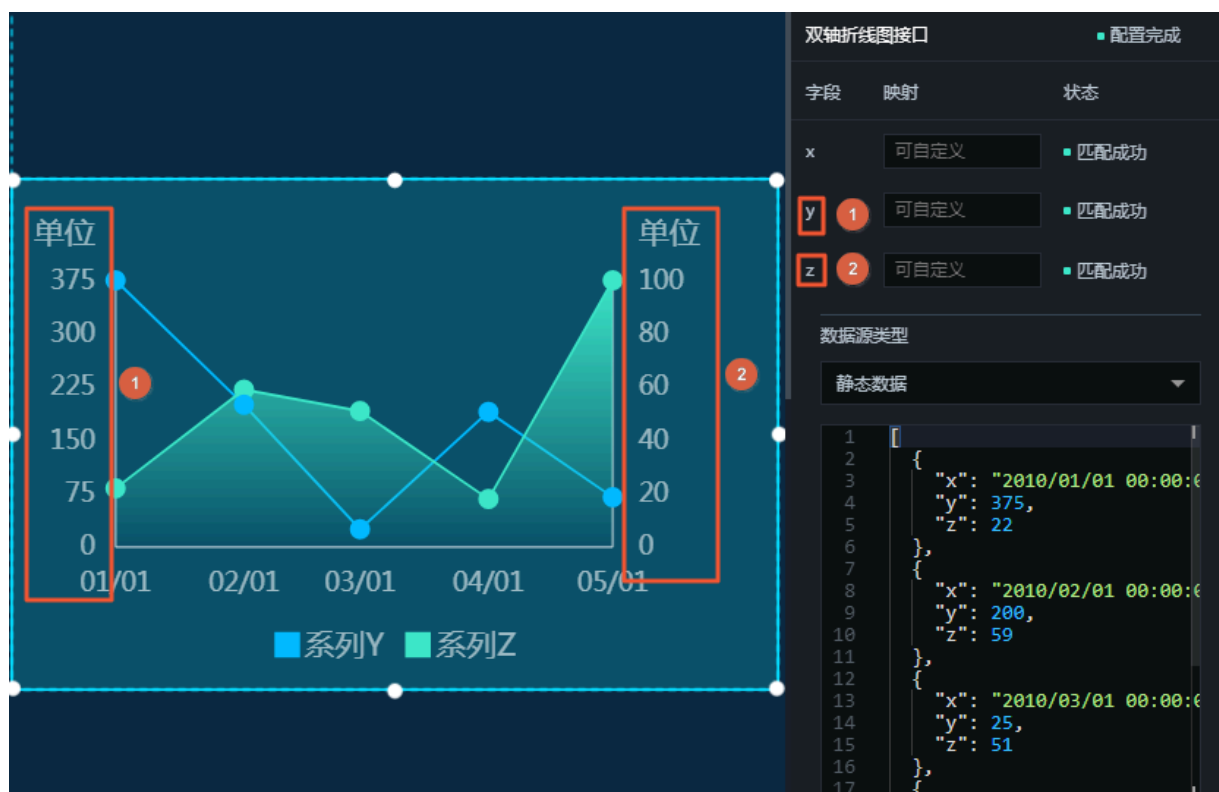 双轴折线图接口
配置完成
字段 映射 状态
x 可自定义 匹配成功
y 1 可自定义 匹配成功
z 2 可自定义 匹配成功
数据源类型
静态数据
1 [
2 {
3 "x": "2010/01/01 00:00:
4 "y": 375,
5 "z": 22
6 },
7 {
8 "x": "2010/02/01 00:00:
9 "y": 200,
10 "z": 59
11 },
12 {
13 "x": "2010/03/01 00:00:
14 "y": 25,
15 "z": 51
16 },
17 {
单位 单位
375 100
300 80
225 1 60 2
150 40
75 20
0 0
01/01 02/01 03/01 04/01 05/01
系列Y 系列Z